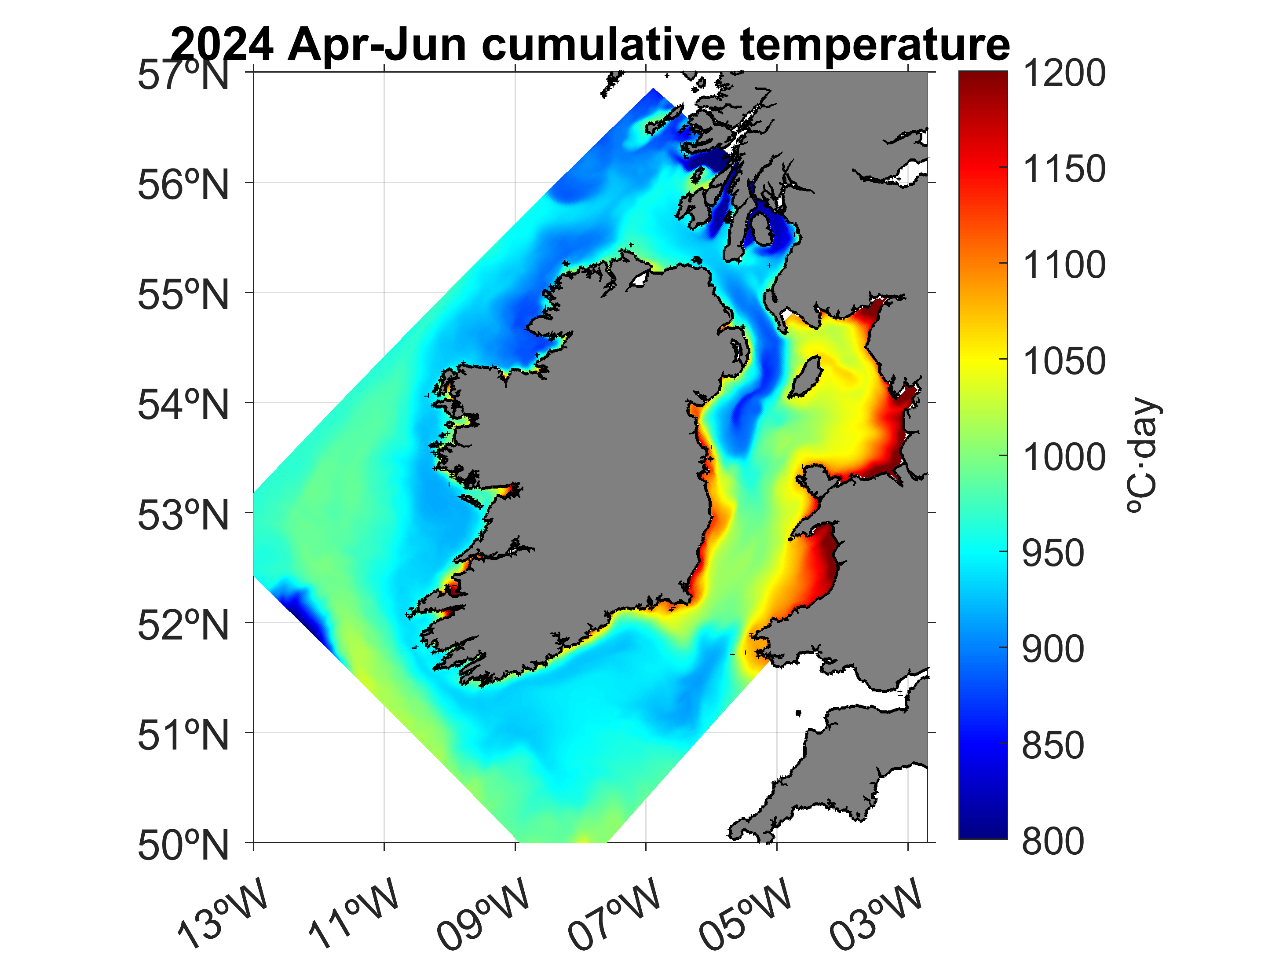 2024 Apr-Jun cumulative temperature
57ºN
56ºN
55ºN
54ºN
53ºN
52ºN
51ºN
50ºN
13ºW
11ºW
09ºW
07ºW
05ºW
03ºW
1200
1150
1100
1050
1000
950
900
850
800
ºC·day